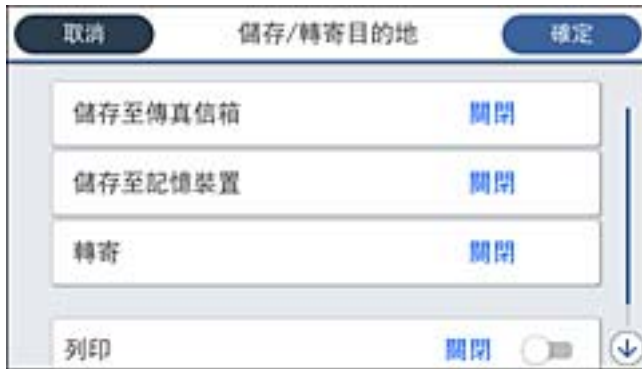 取消 儲存/轉寄目的地 確定
儲存至傳真信箱 關閉
儲存至記憶裝置 關閉
轉寄 關閉
列印 關閉